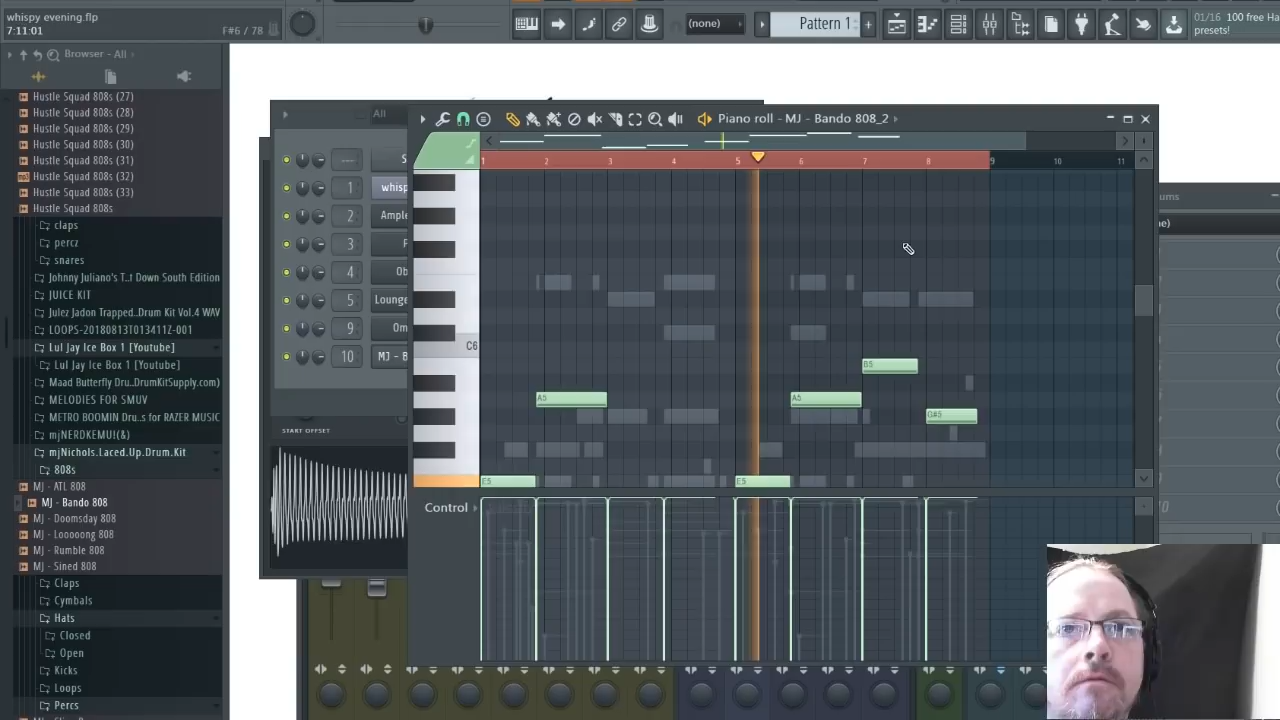 whispy evening.flp
7:11:01
F#6 / 78
(none)
Pattern 1
01/16 100 free Ha
presets!
Browser - All
Hustle Squad 808s (27)
Hustle Squad 808s (28)
Hustle Squad 808s (29)
Hustle Squad 808s (30)
Hustle Squad 808s (31)
Hustle Squad 808s (32)
Hustle Squad 808s (33)
Hustle Squad 808s
claps
percz
snares
Johnny Juliano's T..t Down South Edition
JUICE KIT
Julez Jadon Trapped..Drum Kit Vol.4 WAV
LOOPS-20180813T013411Z-001
Lul Jay Ice Box 1 [Youtube]
Lul Jay Ice Box 1 [Youtube]
Maad Butterfly Dru..DrumKitSupply.com)
MELODIES FOR SMUV
METRO BOOMIN Dru..s for RAZER MUSIC
mjNERDKEMU!(&)
mjNichols.Laced.Up.Drum.Kit
808s
MJ - ATL 808
MJ - Bando 808
MJ - Doomsday 808
MJ - Looooong 808
MJ - Rumble 808
MJ - Sined 808
Claps
Cymbals
Hats
Closed
Open
Kicks
Loops
Percs
All
--- S
1 whisp
2 Ample
3
4 Ob
5 Lounge
9 Om
10 MJ - B
START OFFSET
Piano roll - MJ - Bando 808_2
1 2 3 4 5 6 7 8 9 10 11
C6
B5
A5 A5
G#5
E5 E5
Control
ums
e)